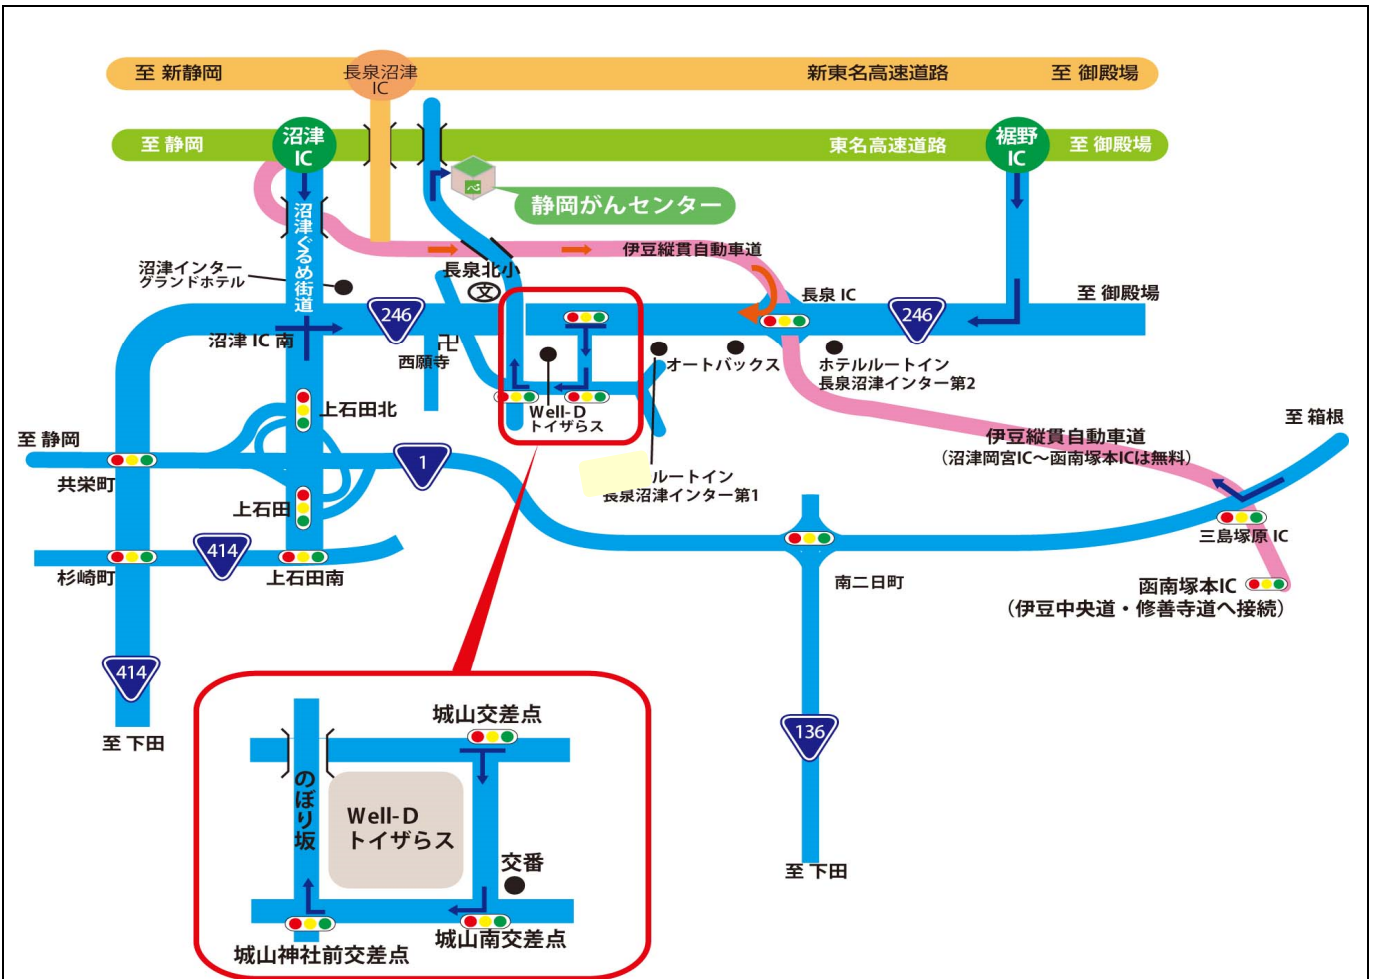 至 新静岡
長泉沼津
IC
新東名高速道路
至 御殿場
至 静岡
沼津
IC
東名高速道路
裾野
IC
至 御殿場
静岡がんセンター
沼津ぐるめ街道
伊豆縦貫自動車道
沼津インター
グランドホテル
長泉北小
文
長泉 IC
至 御殿場
246
246
沼津 IC 南
西願寺
オートバックス
ホテルルートイン
長泉沼津インター第2
Well-D
トイザらス
上石田北
至 箱根
至 静岡
伊豆縦貫自動車道
（沼津岡宮IC～函南塚本ICは無料）
1
ルートイン
長泉沼津インター第1
共栄町
上石田
三島塚原 IC
414
杉崎町
上石田南
南二日町
函南塚本IC
（伊豆中央道・修善寺道へ接続）
414
至 下田
136
至 下田
城山交差点
のぼり坂
Well-D
トイザらス
交番
城山神社前交差点
城山南交差点